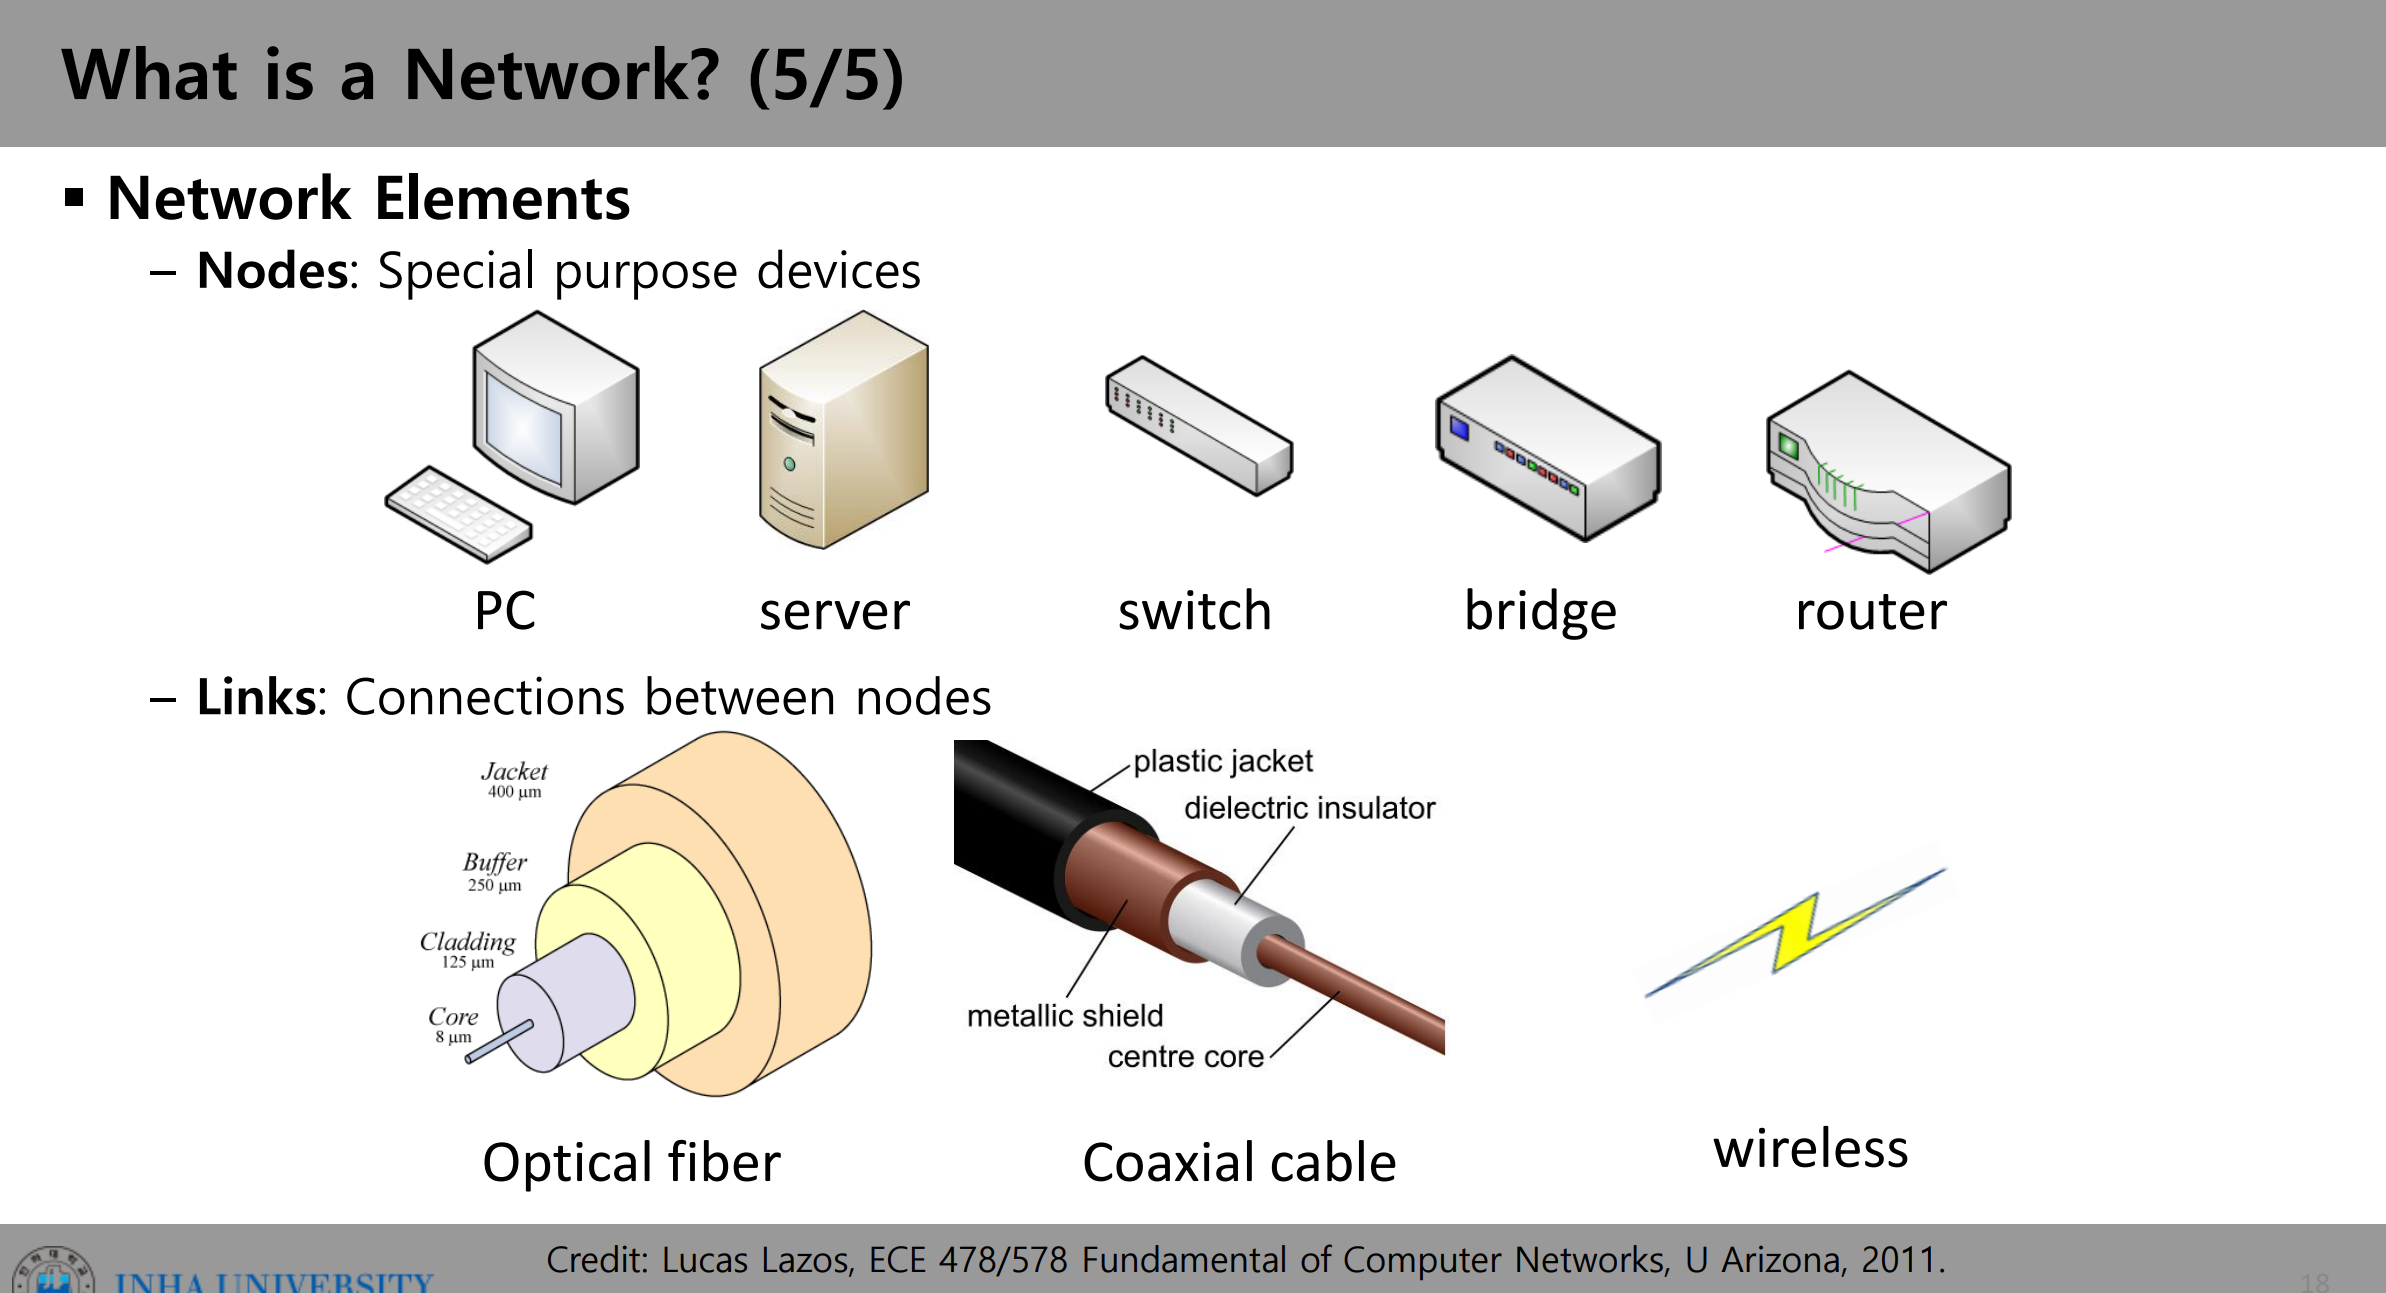 What is a Network? (5/5)
▪ Network Elements
– Nodes: Special purpose devices
PC server switch bridge router
– Links: Connections between nodes
Jacket
400 µm
Buffer
250 µm
Cladding
125 µm
Core
8 µm
plastic jacket
dielectric insulator
metallic shield
centre core
Optical fiber Coaxial cable wireless
Credit: Lucas Lazos, ECE 478/578 Fundamental of Computer Networks, U Arizona, 2011.
INHA UNIVERSITY
18